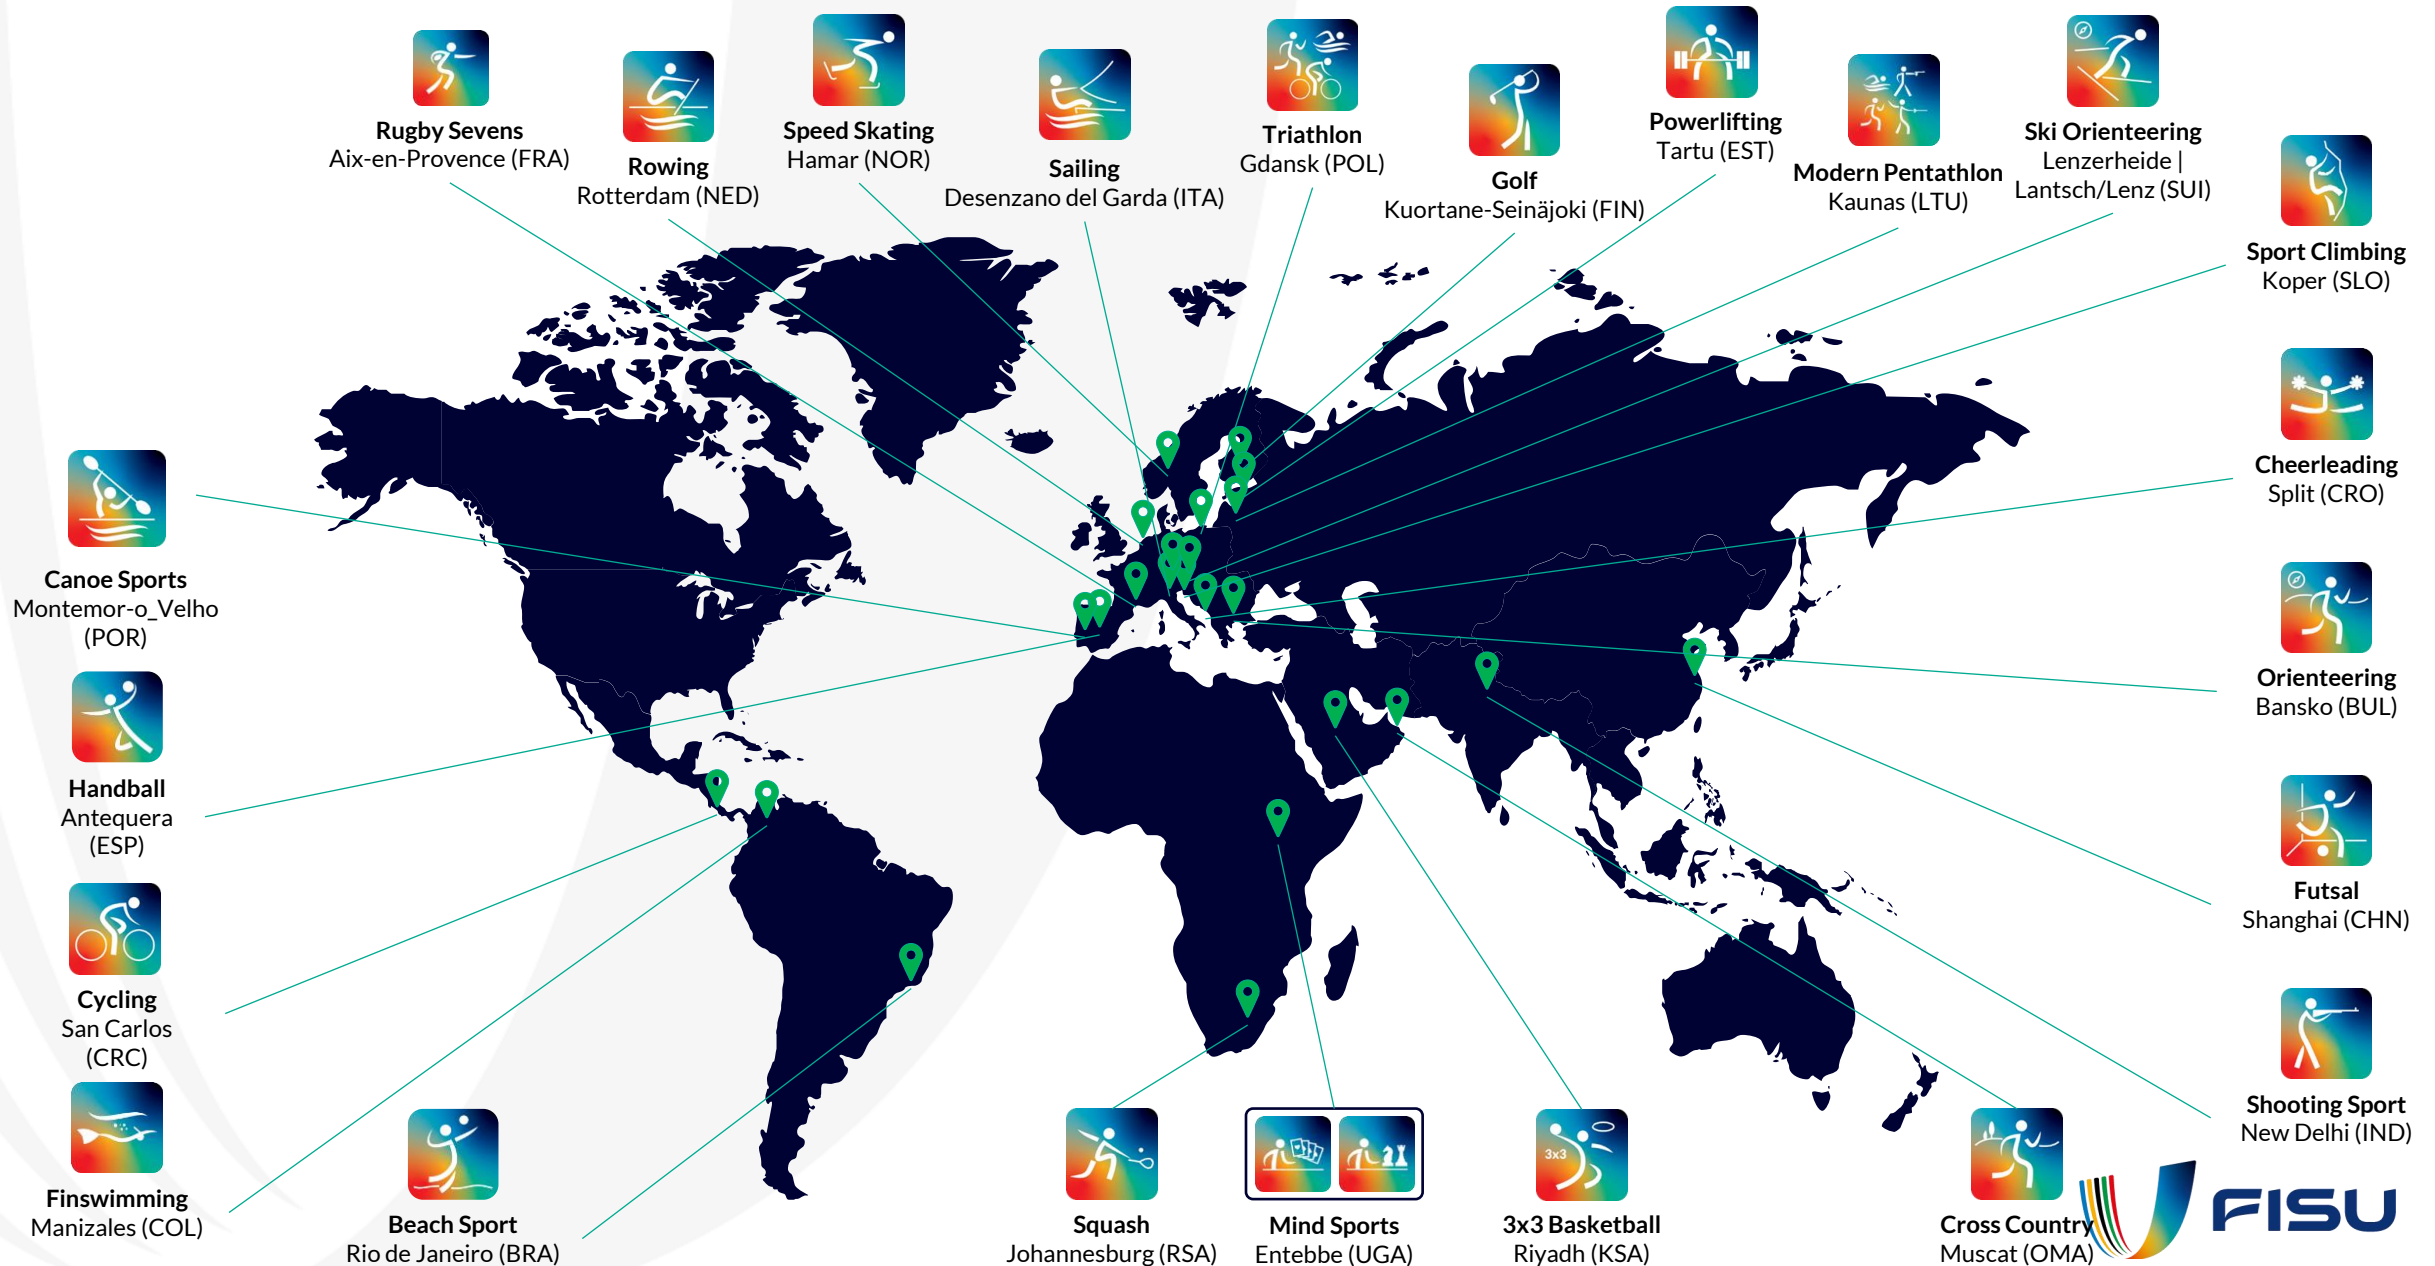 Rugby Sevens
Aix-en-Provence (FRA)
Rowing
Rotterdam (NED)
Speed Skating
Hamar (NOR)
Sailing
Desenzano del Garda (ITA)
Triathlon
Gdansk (POL)
Golf
Kuortane-Seinäjoki (FIN)
Powerlifting
Tartu (EST)
Modern Pentathlon
Kaunas (LTU)
Ski Orienteering
Lenzerheide |
Lantsch/Lenz (SUI)
Sport Climbing
Koper (SLO)
Cheerleading
Split (CRO)
Orienteering
Bansko (BUL)
Futsal
Shanghai (CHN)
Shooting Sport
New Delhi (IND)
Canoe Sports
Montemor-o_Velho
(POR)
Handball
Antequera
(ESP)
Cycling
San Carlos
(CRC)
Finswimming
Manizales (COL)
Beach Sport
Rio de Janeiro (BRA)
Squash
Johannesburg (RSA)
Mind Sports
Entebbe (UGA)
3x3
3x3 Basketball
Riyadh (KSA)
Cross Country
Muscat (OMA)
FISU